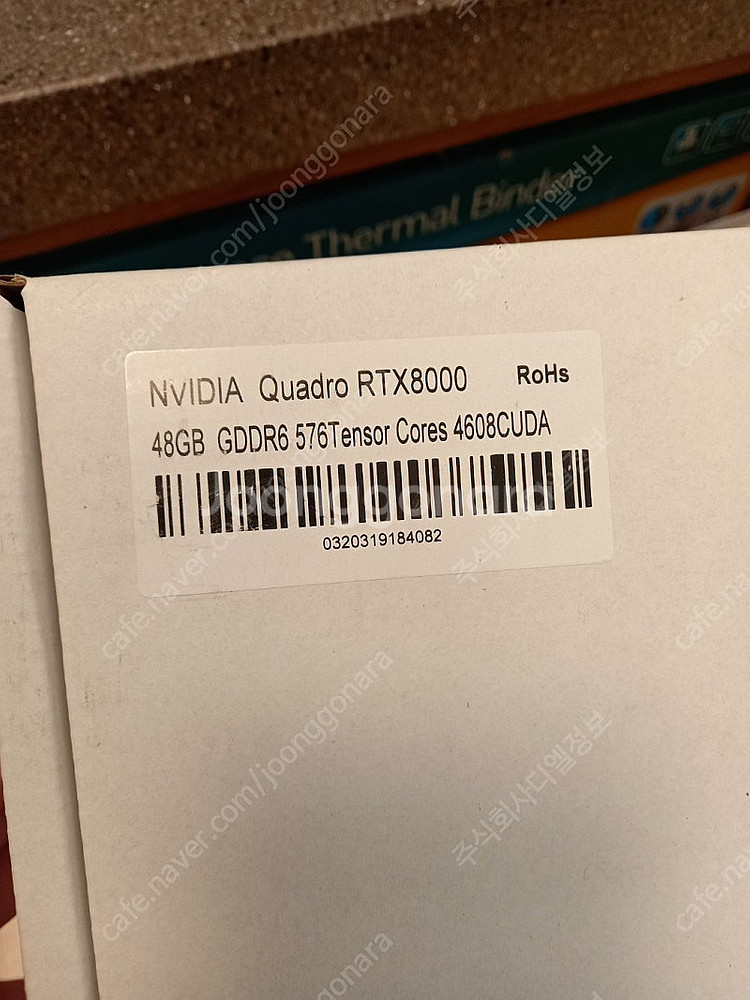 Thermal Binder
NVIDIA Quadro RTX8000 RoHs
48GB GDDR6 576Tensor Cores 4608CUDA
joonggonara
0320319184082
cafe.naver.com/joonggonara
주식회사디엘정보